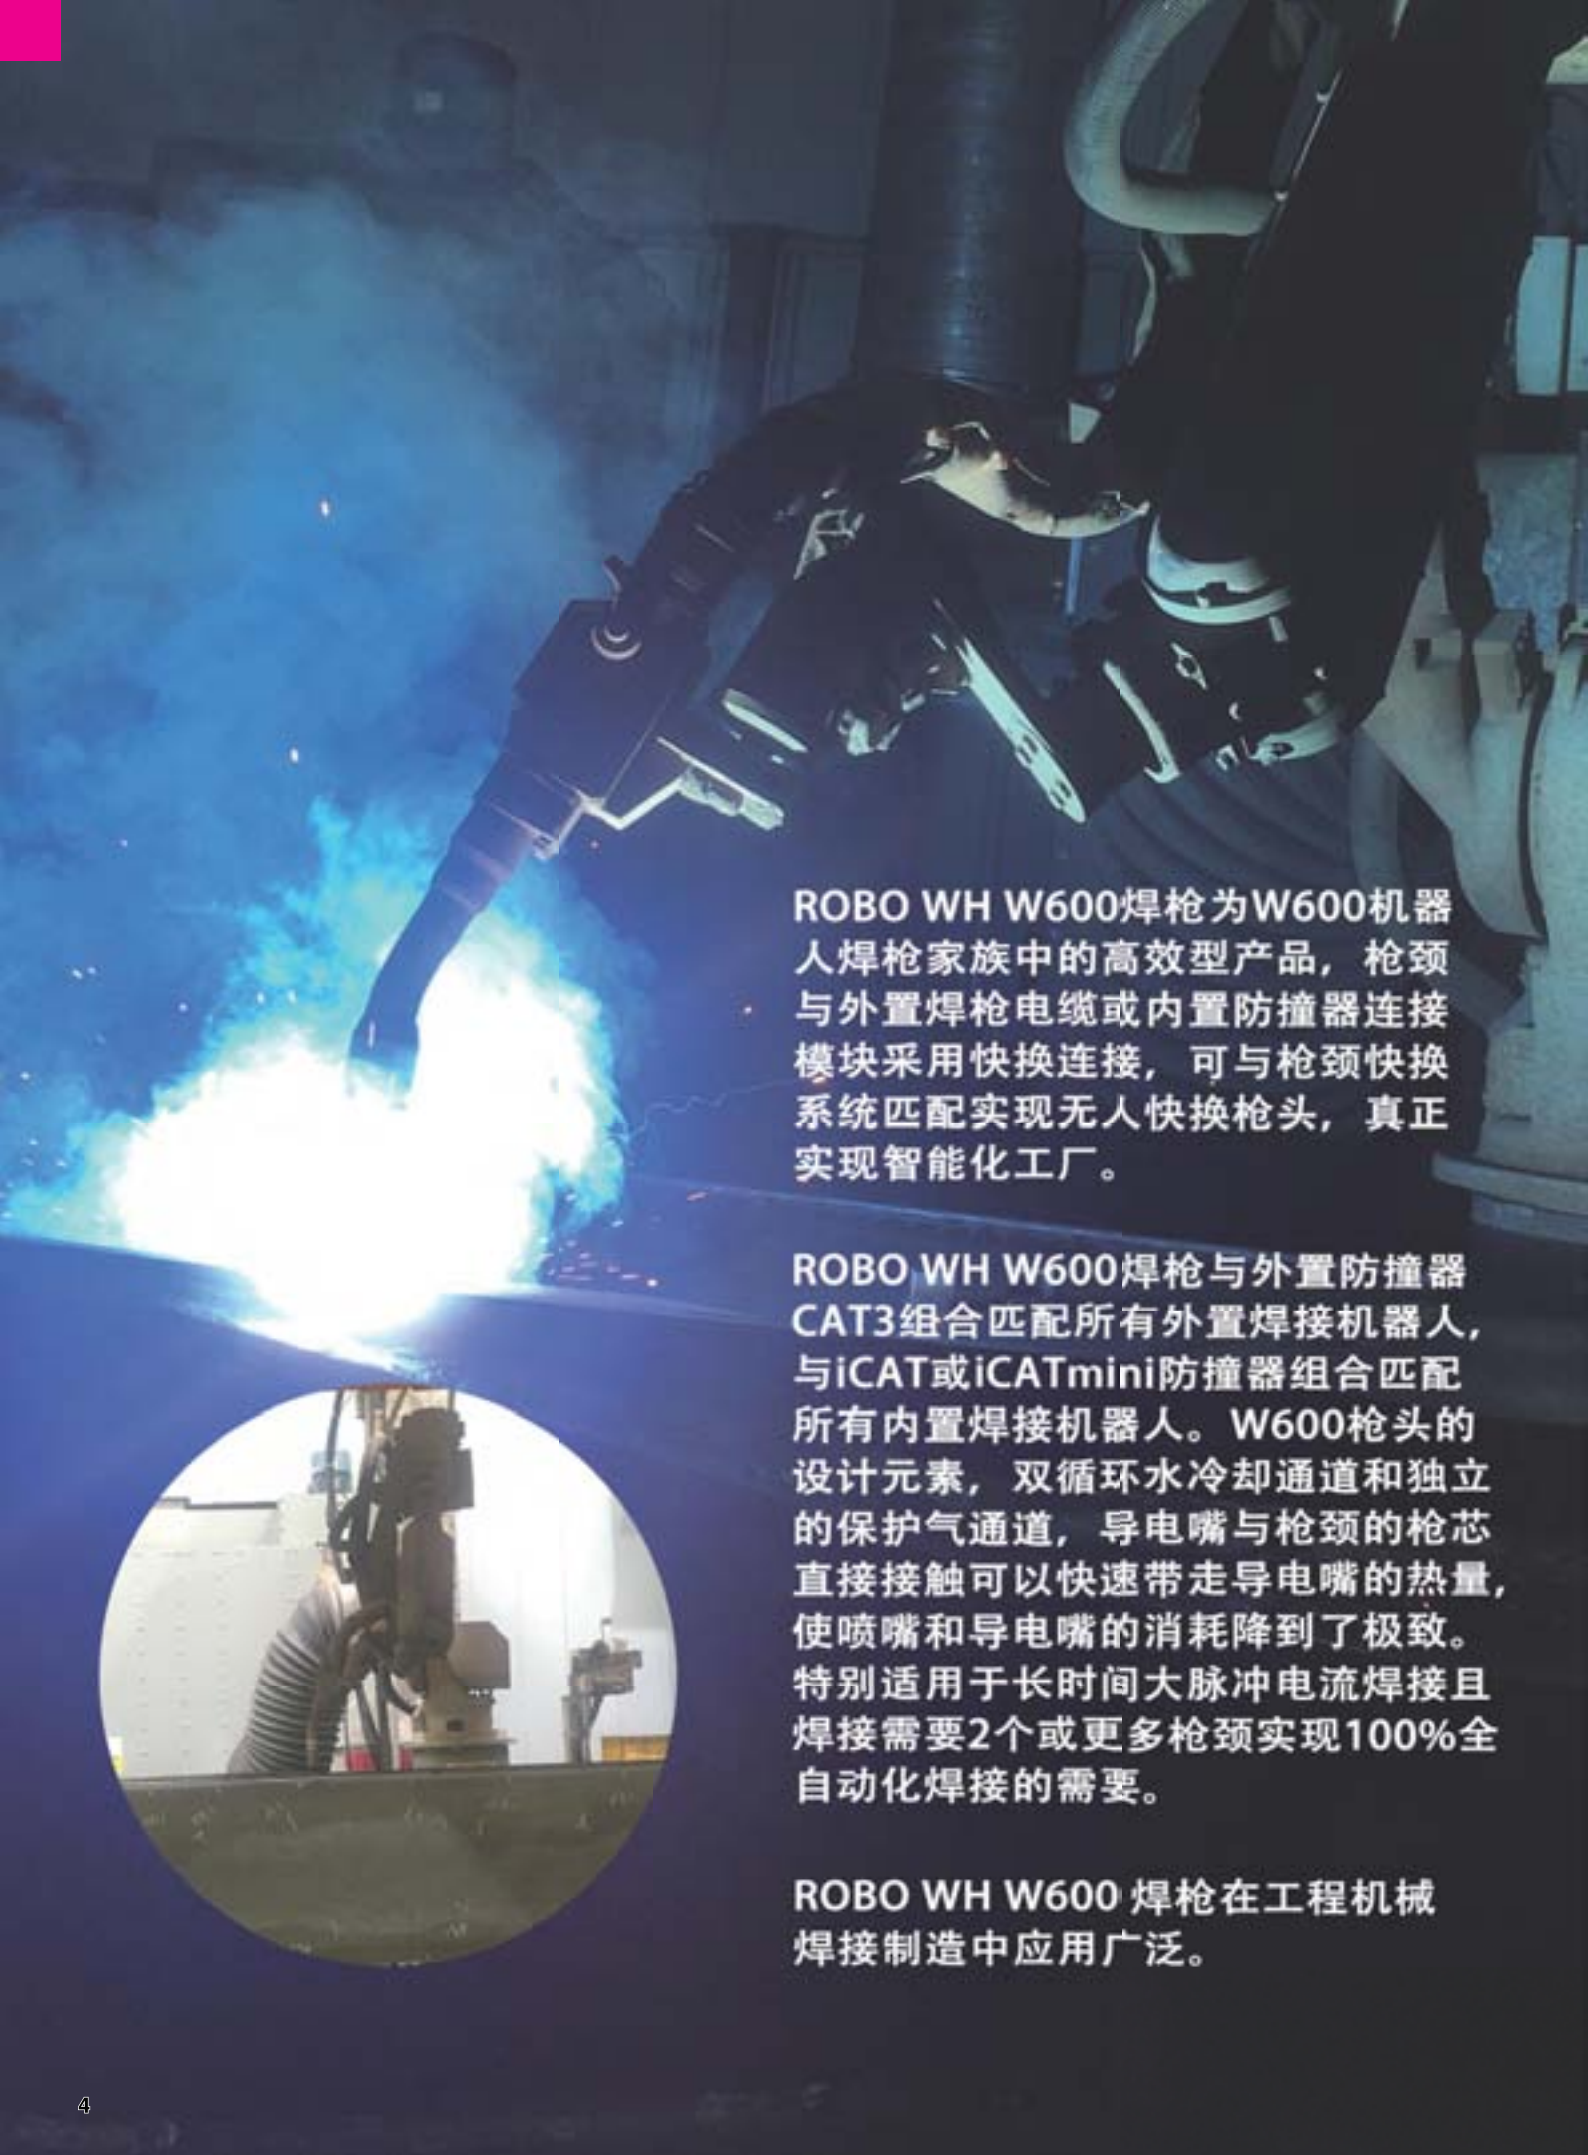 ROBO WH W600焊枪为W600机器
人焊枪家族中的高效型产品，枪颈
与外置焊枪电缆或内置防撞器连接
模块采用快换连接，可与枪颈快换
系统匹配实现无人快换枪头，真正
实现智能化工厂。
ROBO WH W600焊枪与外置防撞器
CAT3组合匹配所有外置焊接机器人，
与iCAT或iCATmini防撞器组合匹配
所有内置焊接机器人。W600枪头的
设计元素，双循环水冷却通道和独立
的保护气通道，导电嘴与枪颈的枪芯
直接接触可以快速带走导电嘴的热量，
使喷嘴和导电嘴的消耗降到了极致。
特别适用于长时间大脉冲电流焊接且
焊接需要2个或更多枪颈实现100%全
自动化焊接的需要。
ROBO WH W600 焊枪在工程机械
焊接制造中应用广泛。
4